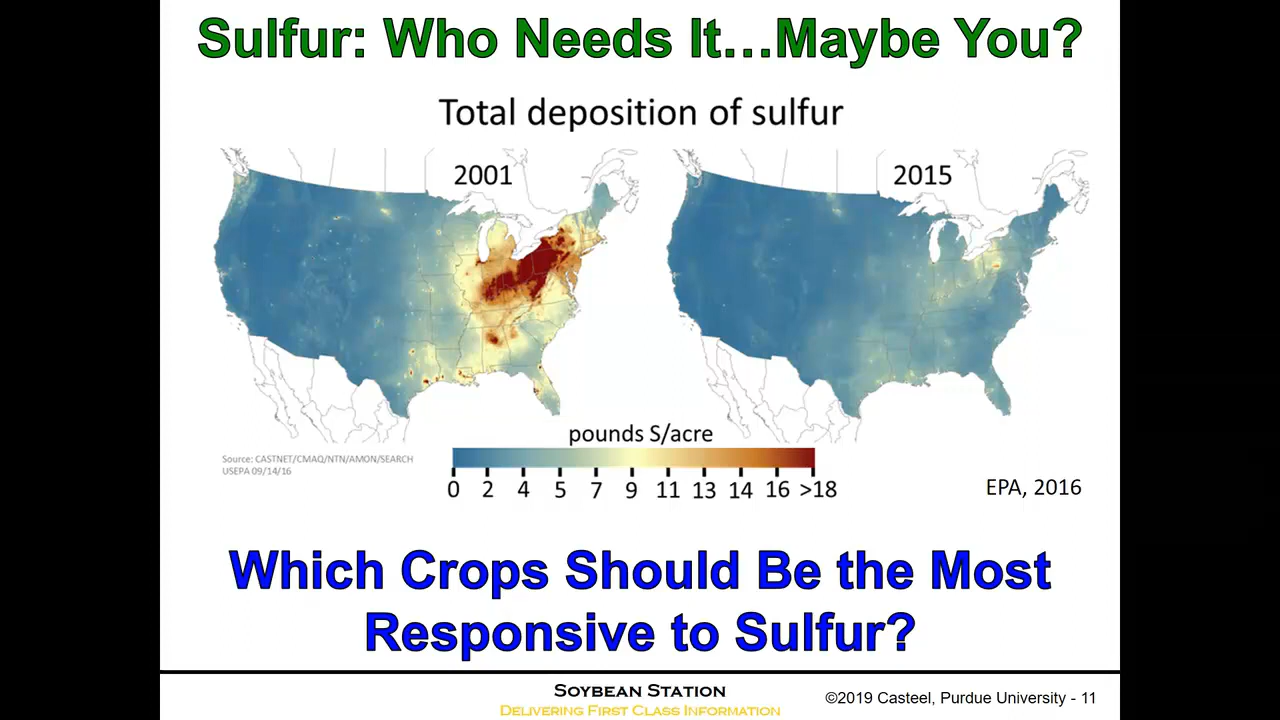 Sulfur: Who Needs It…Maybe You?
Total deposition of sulfur
2001
2015
pounds S/acre
0 2 4 5 7 9 11 13 14 16 >18
Source: CASTNET/CMAQ/NTN/AMON/SEARCH
USEPA 09/14/16
EPA, 2016
Which Crops Should Be the Most
Responsive to Sulfur?
SOYBEAN STATION
DELIVERING FIRST CLASS INFORMATION
©2019 Casteel, Purdue University - 11